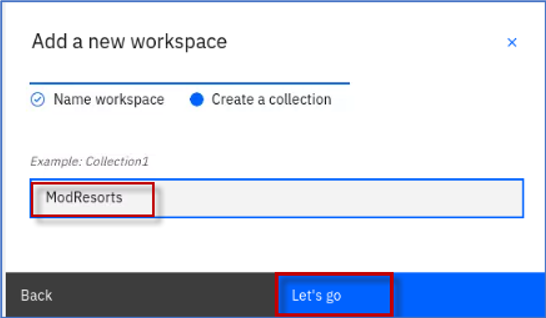 Add a new workspace
Name workspace Create a collection
Example: Collection1
ModResorts
Back Let's go